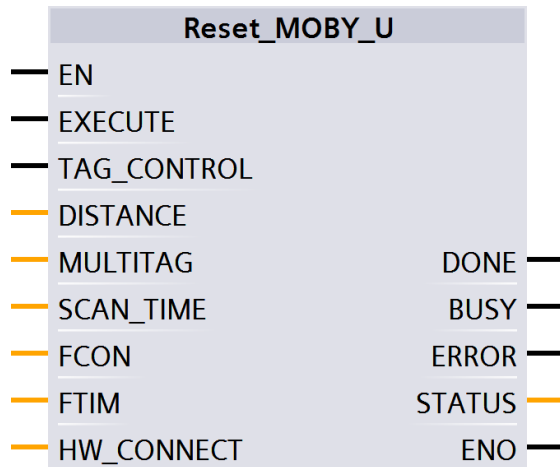 Reset_MOBY_U
EN
EXECUTE
TAG_CONTROL
DISTANCE
MULTITAG DONE
SCAN_TIME BUSY
FCON ERROR
FTIM STATUS
HW_CONNECT ENO